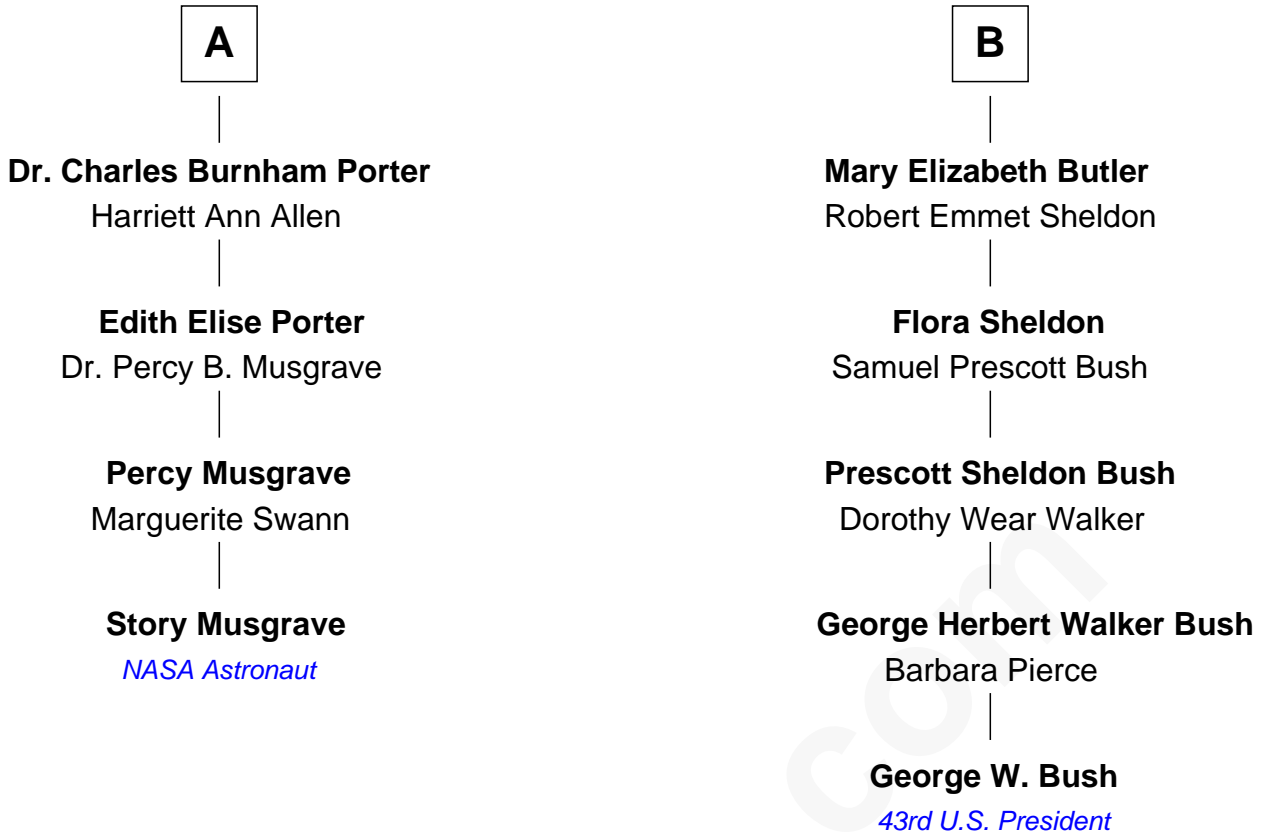 A
Dr. Charles Burnham Porter
Harriett Ann Allen
Edith Elise Porter
Dr. Percy B. Musgrave
Percy Musgrave
Marguerite Swann
Story Musgrave
NASA Astronaut
B
Mary Elizabeth Butler
Robert Emmet Sheldon
Flora Sheldon
Samuel Prescott Bush
Prescott Sheldon Bush
Dorothy Wear Walker
George Herbert Walker Bush
Barbara Pierce
George W. Bush
43rd U.S. President
com